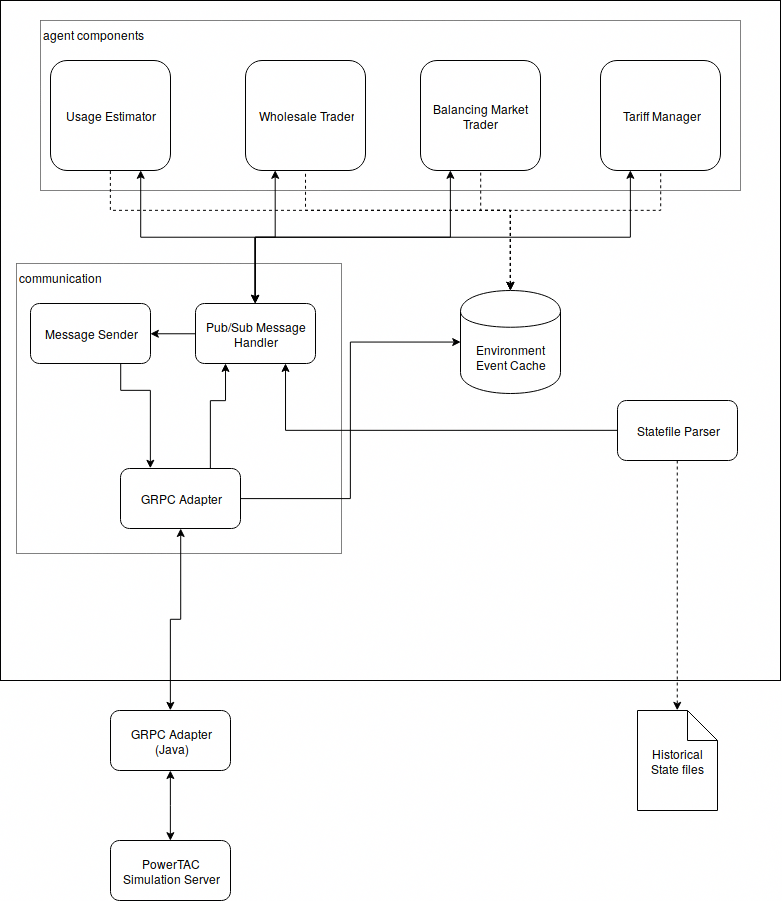 agent components
Usage Estimator
Wholesale Trader
Balancing Market
Trader
Tariff Manager
communication
Message Sender
Pub/Sub Message
Handler
Environment
Event Cache
Statefile Parser
GRPC Adapter
GRPC Adapter
(Java)
Historical
State files
PowerTAC
Simulation Server